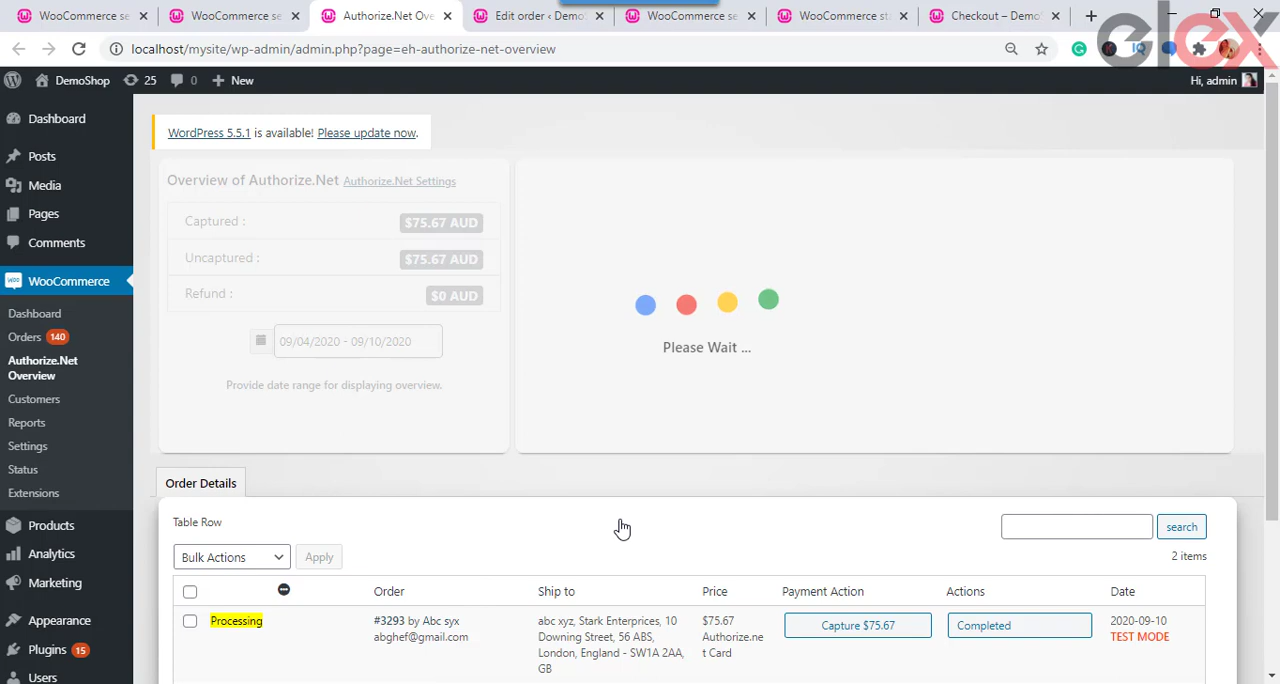 WooCommerce se
WooCommerce se
Authorize.Net Ove
Edit order ‹ Demo
WooCommerce se
WooCommerce st
Checkout – Demo
localhost/mysite/wp-admin/admin.php?page=eh-authorize-net-overview
elex
DemoShop
25
0
New
Hi, admin
Dashboard
Posts
Media
Pages
Comments
WooCommerce
Dashboard
Orders 140
Authorize.Net
Overview
Customers
Reports
Settings
Status
Extensions
Products
Analytics
Marketing
Appearance
Plugins 15
Users
WordPress 5.5.1 is available! Please update now.
Overview of Authorize.Net Authorize.Net Settings
Captured : $75.67 AUD
Uncaptured : $75.67 AUD
Refund : $0 AUD
09/04/2020 - 09/10/2020
Provide date range for displaying overview.
Please Wait ...
Order Details
Table Row
search
Bulk Actions
Apply
2 items
Order
Ship to
Price
Payment Action
Actions
Date
Processing
#3293 by Abc syx
abghef@gmail.com
abc xyz, Stark Enterprices, 10
Downing Street, 56 ABS,
London, England - SW1A 2AA,
GB
$75.67
Authorize.ne
t Card
Capture $75.67
Completed
2020-09-10
TEST MODE